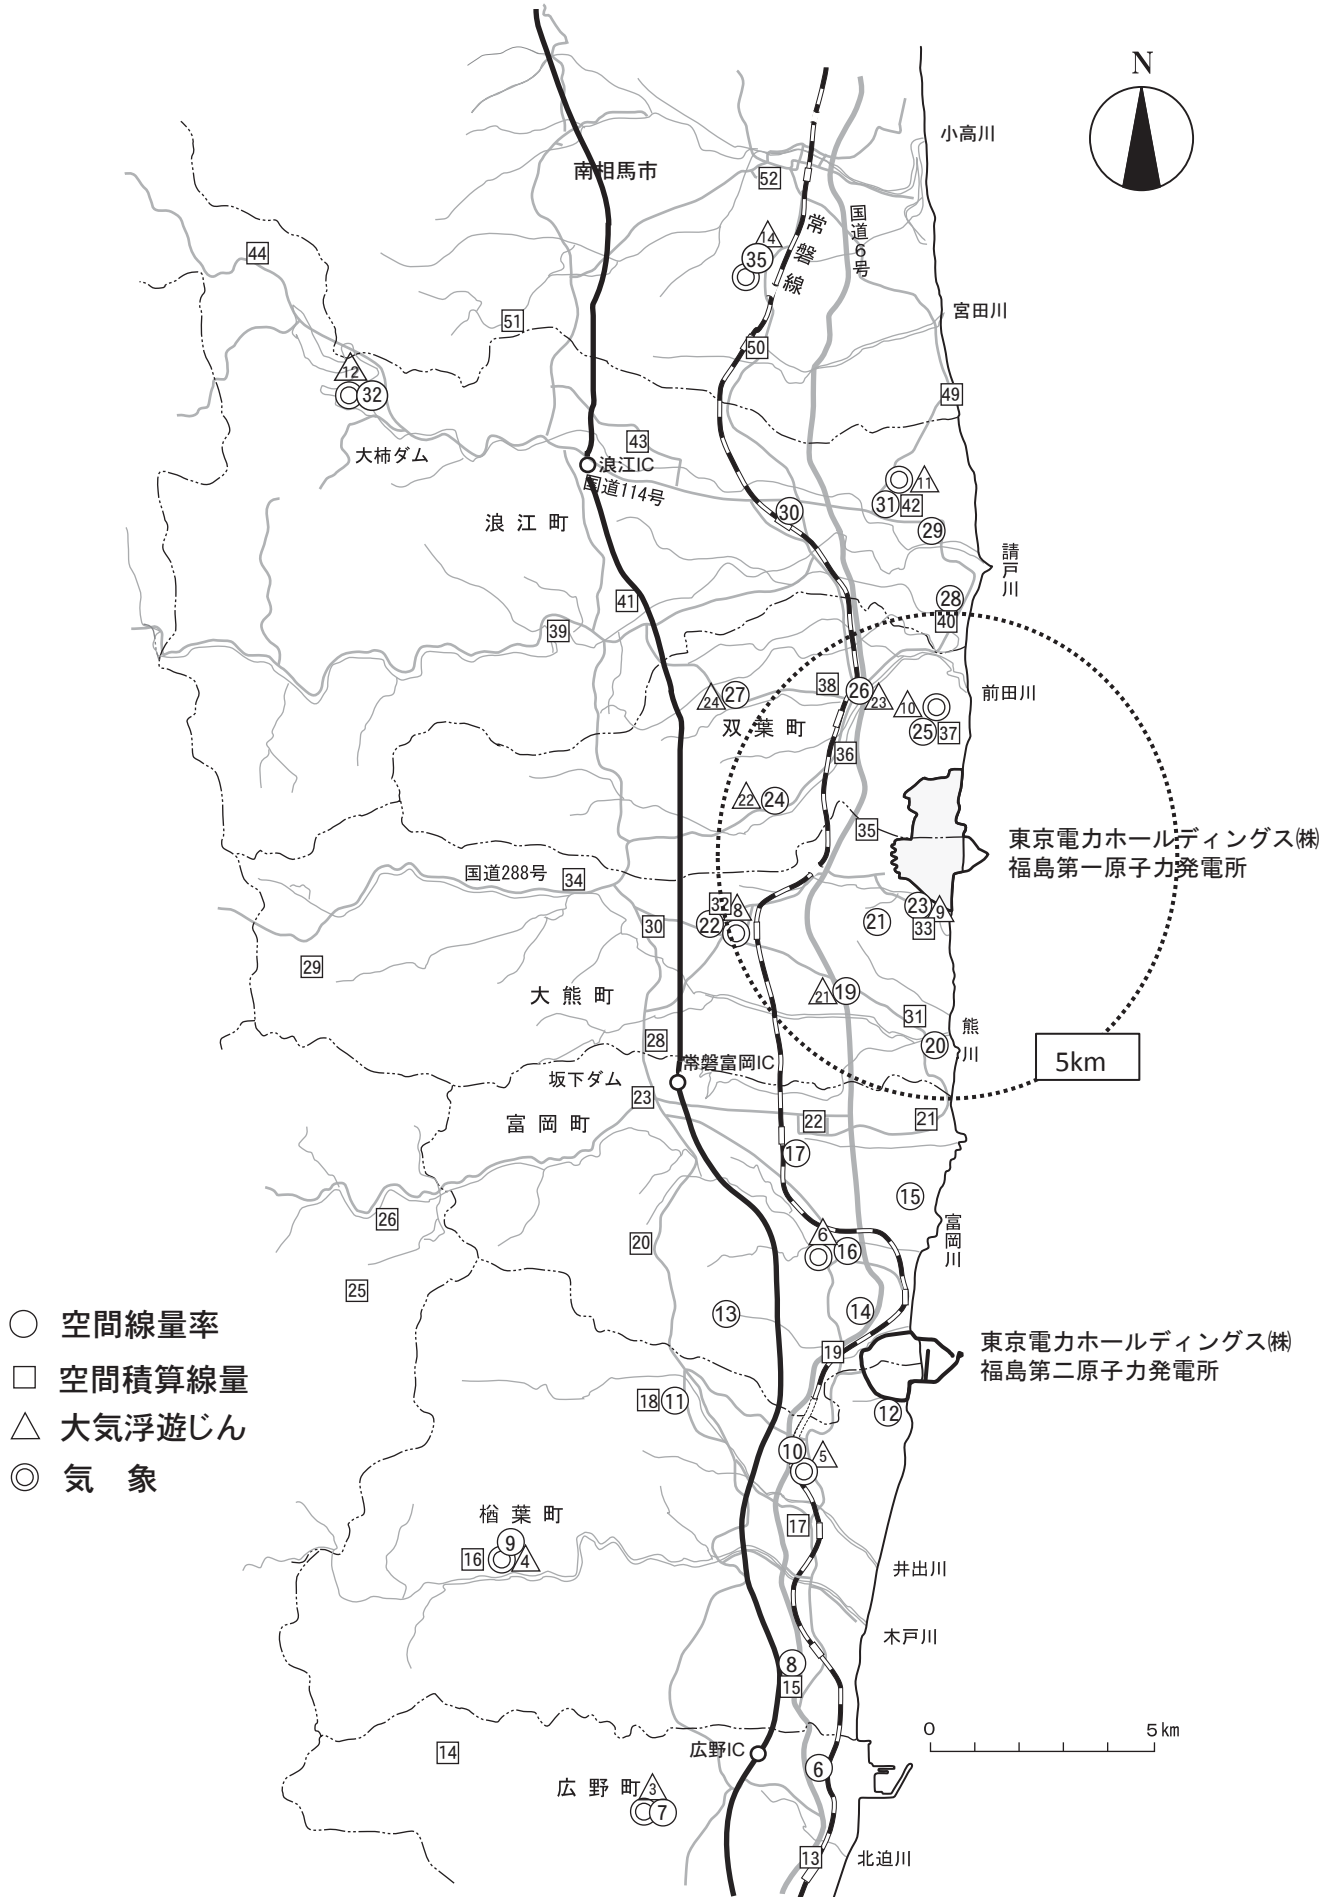 N
小高川
南相馬市
52
国道6号
常磐線
14
35
44
宮田川
51
50
12
32
49
43
大柿ダム
浪江IC
国道114号
11
31
42
浪江町
30
29
請戸川
28
41
40
39
38
26
23
10
前田川
24
27
25
37
双葉町
36
22
24
35
東京電力ホールディングス㈱
福島第一原子力発電所
国道288号
34
32
8
22
23
9
21
33
30
29
大熊町
21
19
31
熊川
20
28
5km
常磐富岡IC
坂下ダム
23
富岡町
22
21
17
15
26
富岡川
20
6
16
25
13
14
○ 空間線量率
□ 空間積算線量
△ 大気浮遊じん
◎ 気象
19
東京電力ホールディングス㈱
福島第二原子力発電所
18
11
12
10
5
楢葉町
17
9
16
4
井出川
木戸川
8
15
0
5km
広野IC
14
6
広野町
3
7
13
北迫川